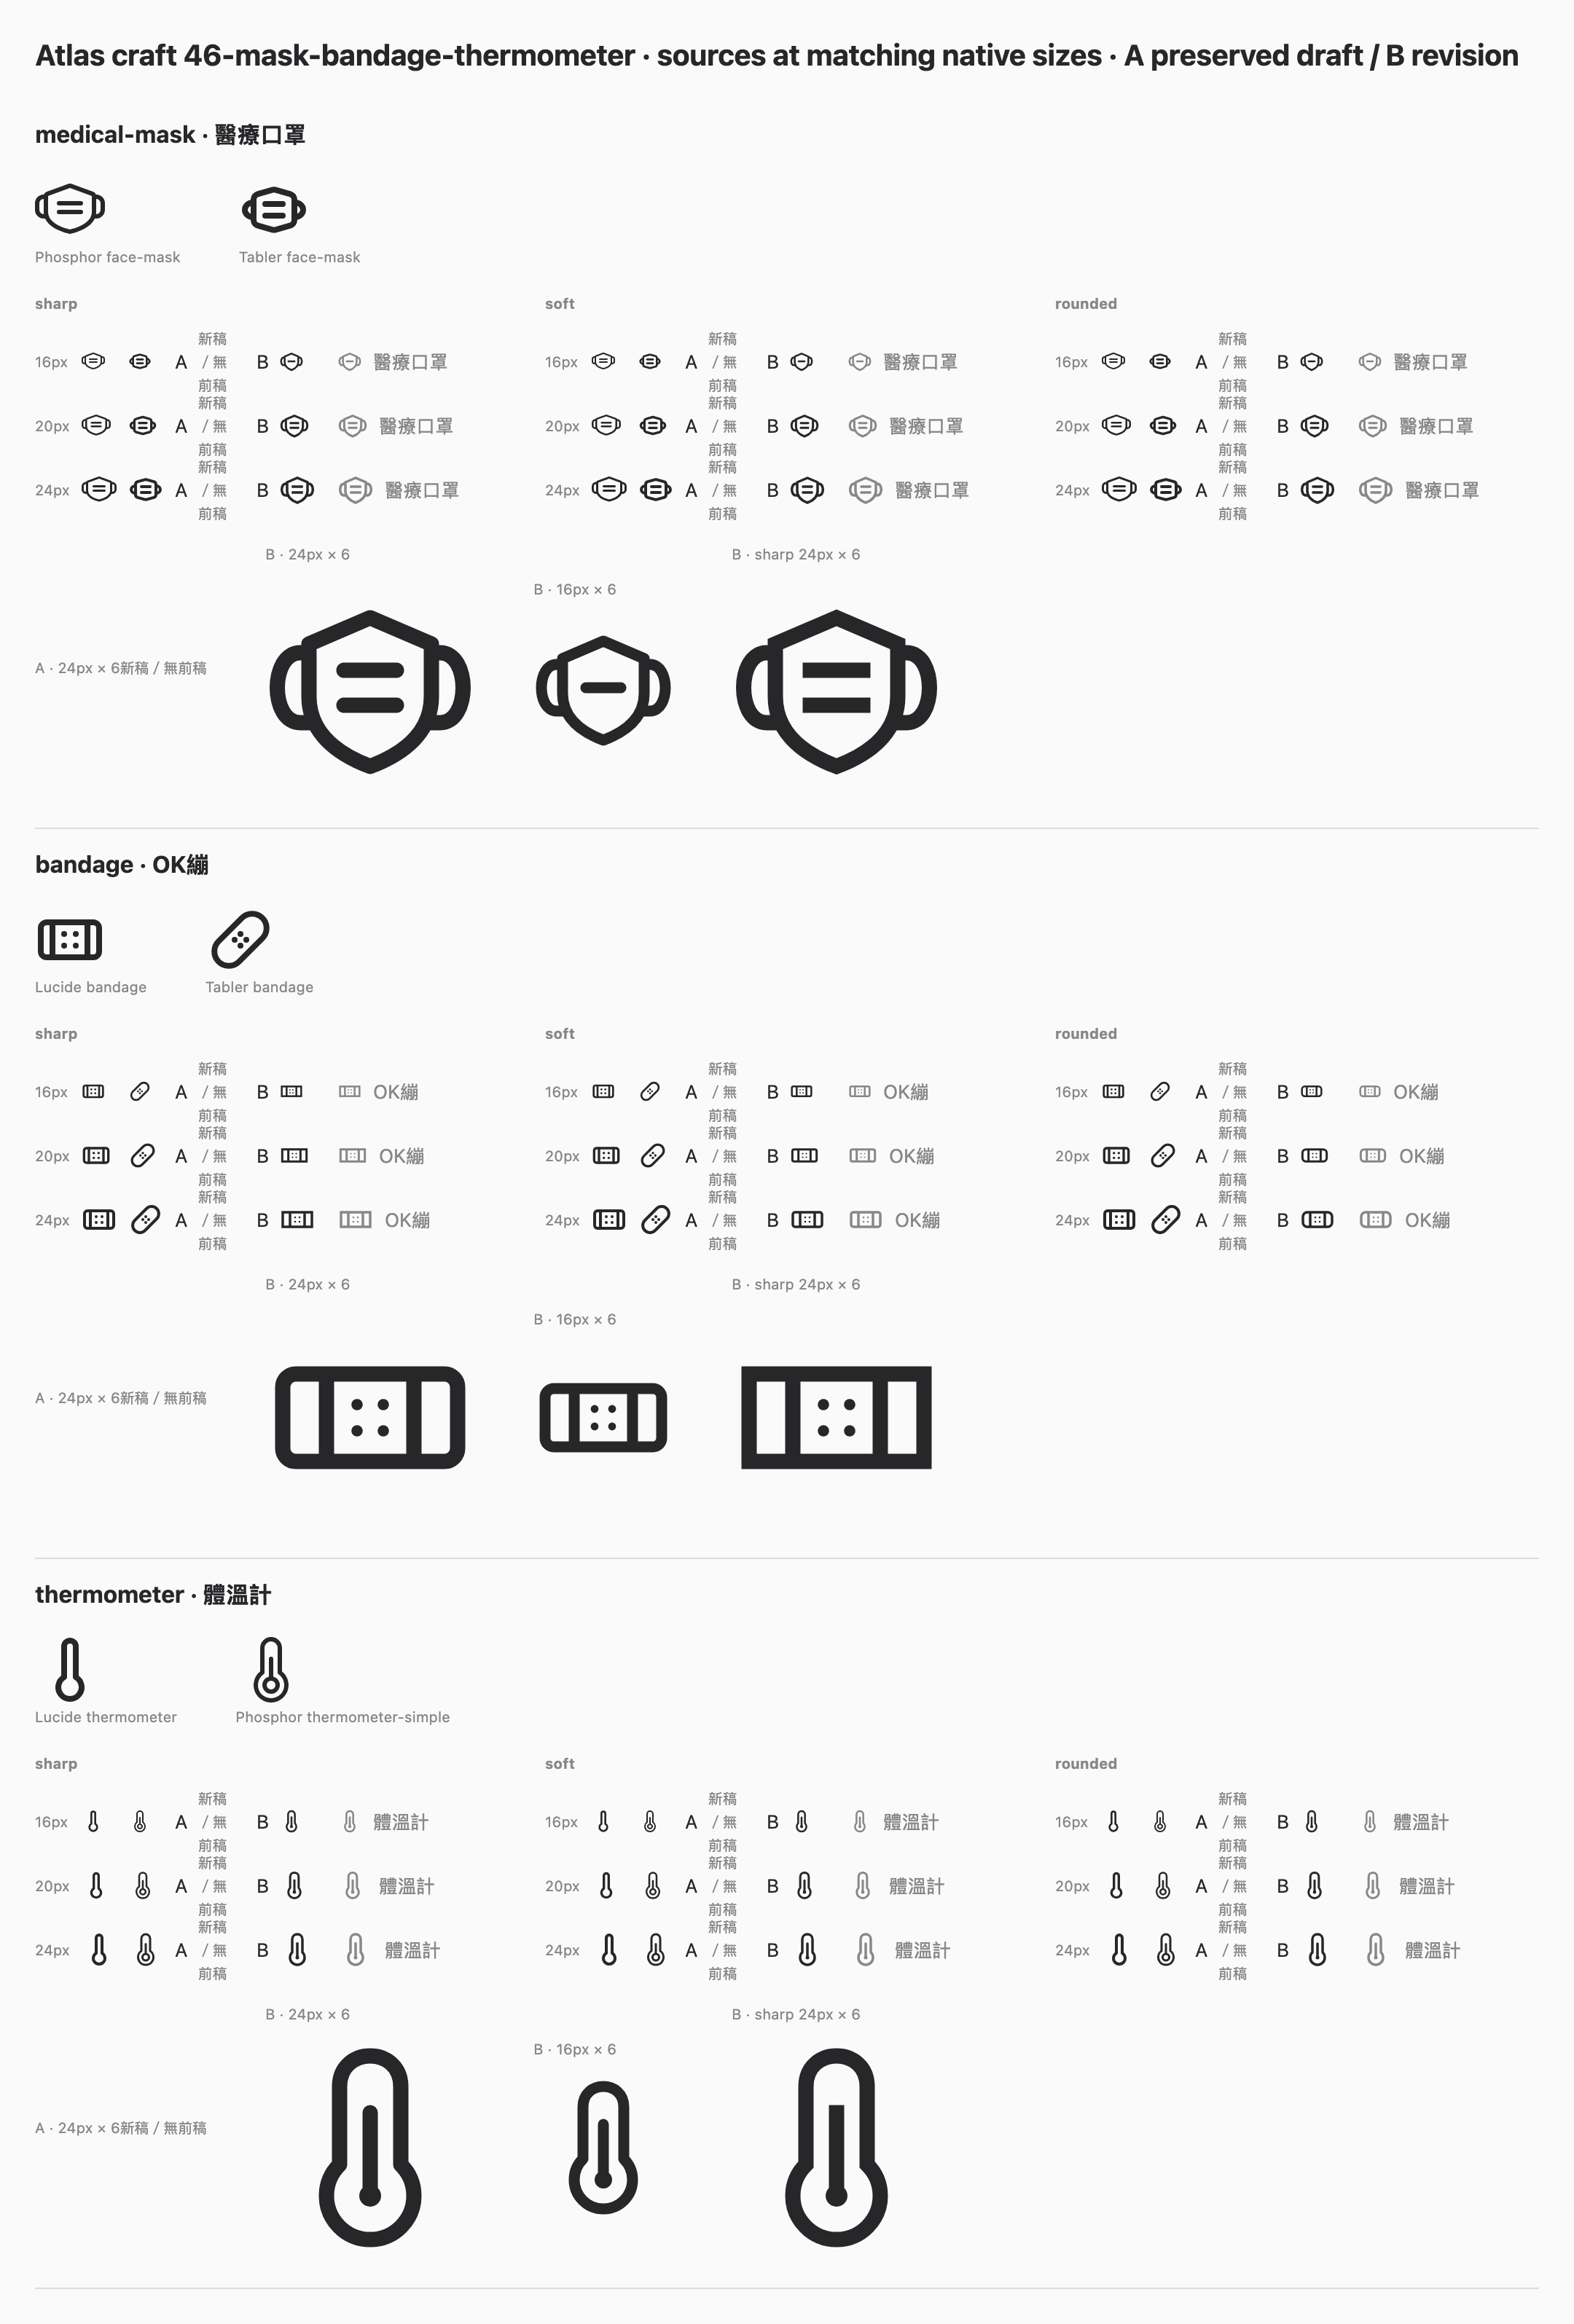 Atlas craft 46-mask-bandage-thermometer · sources at matching native sizes · A preserved draft / B revision
medical-mask · 醫療口罩
Phosphor face-mask
Tabler face-mask
sharp
16px A 新稿 / 無前稿 B 醫療口罩
20px A 新稿 / 無前稿 B 醫療口罩
24px A 新稿 / 無前稿 B 醫療口罩
soft
16px A 新稿 / 無前稿 B 醫療口罩
20px A 新稿 / 無前稿 B 醫療口罩
24px A 新稿 / 無前稿 B 醫療口罩
rounded
16px A 新稿 / 無前稿 B 醫療口罩
20px A 新稿 / 無前稿 B 醫療口罩
24px A 新稿 / 無前稿 B 醫療口罩
A · 24px × 6新稿 / 無前稿
B · 24px × 6
B · 16px × 6
B · sharp 24px × 6
bandage · OK繃
Lucide bandage
Tabler bandage
sharp
16px A 新稿 / 無前稿 B OK繃
20px A 新稿 / 無前稿 B OK繃
24px A 新稿 / 無前稿 B OK繃
soft
16px A 新稿 / 無前稿 B OK繃
20px A 新稿 / 無前稿 B OK繃
24px A 新稿 / 無前稿 B OK繃
rounded
16px A 新稿 / 無前稿 B OK繃
20px A 新稿 / 無前稿 B OK繃
24px A 新稿 / 無前稿 B OK繃
A · 24px × 6新稿 / 無前稿
B · 24px × 6
B · 16px × 6
B · sharp 24px × 6
thermometer · 體溫計
Lucide thermometer
Phosphor thermometer-simple
sharp
16px A 新稿 / 無前稿 B 體溫計
20px A 新稿 / 無前稿 B 體溫計
24px A 新稿 / 無前稿 B 體溫計
soft
16px A 新稿 / 無前稿 B 體溫計
20px A 新稿 / 無前稿 B 體溫計
24px A 新稿 / 無前稿 B 體溫計
rounded
16px A 新稿 / 無前稿 B 體溫計
20px A 新稿 / 無前稿 B 體溫計
24px A 新稿 / 無前稿 B 體溫計
A · 24px × 6新稿 / 無前稿
B · 24px × 6
B · 16px × 6
B · sharp 24px × 6